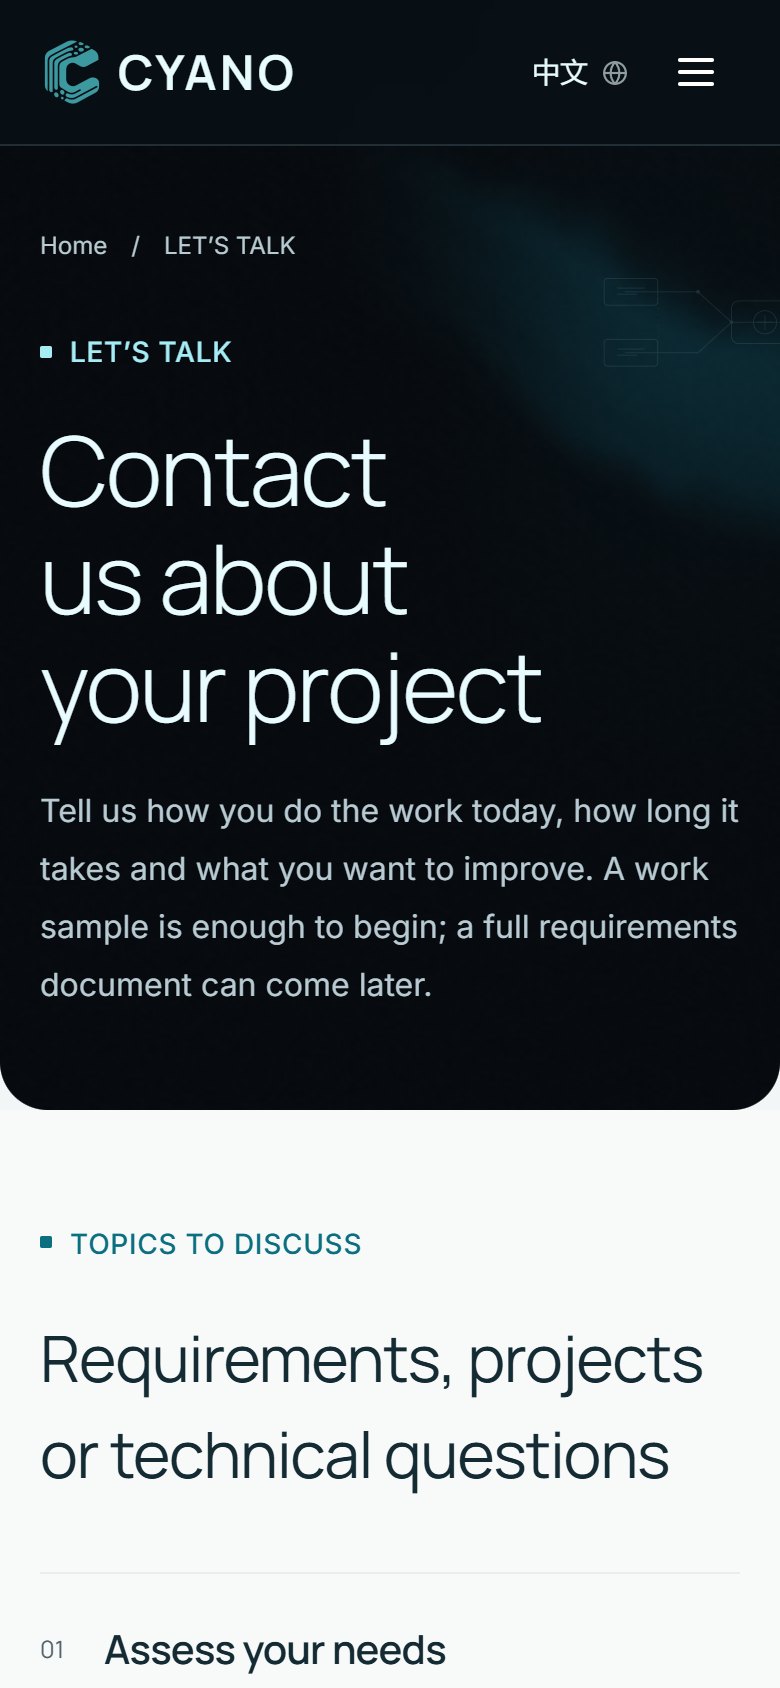 CYANO
中文
Home / LET’S TALK
LET’S TALK
Contact
us about
your project
Tell us how you do the work today, how long it
takes and what you want to improve. A work
sample is enough to begin; a full requirements
document can come later.
TOPICS TO DISCUSS
Requirements, projects
or technical questions
01 Assess your needs